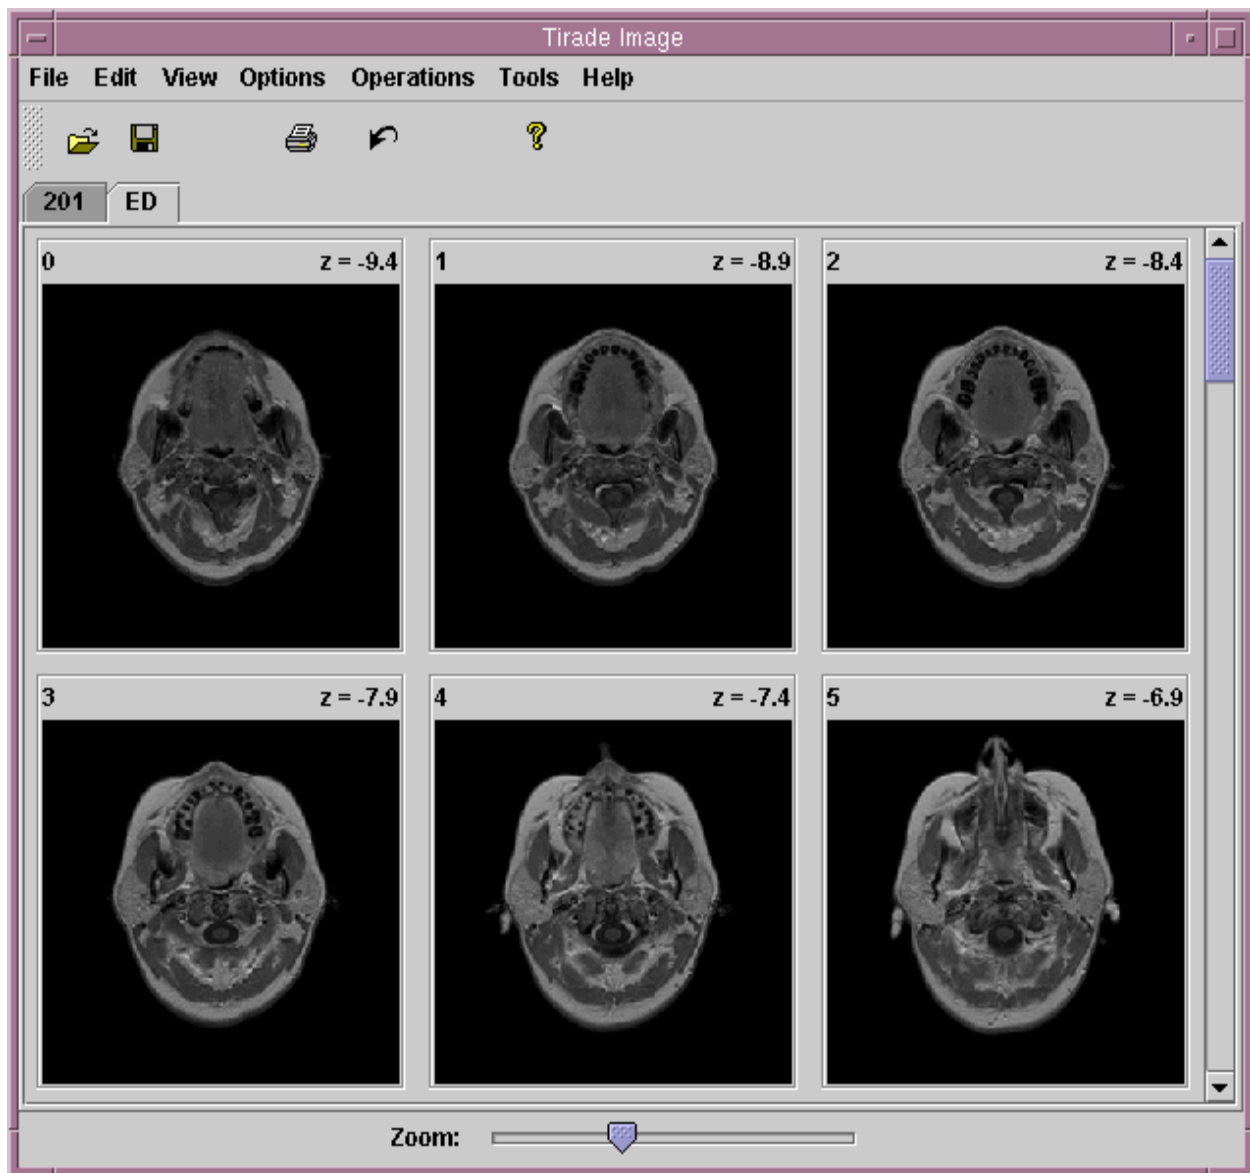 Tirade Image
File Edit View Options Operations Tools Help
201 ED
0 z = -9.4 1 z = -8.9 2 z = -8.4
3 z = -7.9 4 z = -7.4 5 z = -6.9
Zoom: